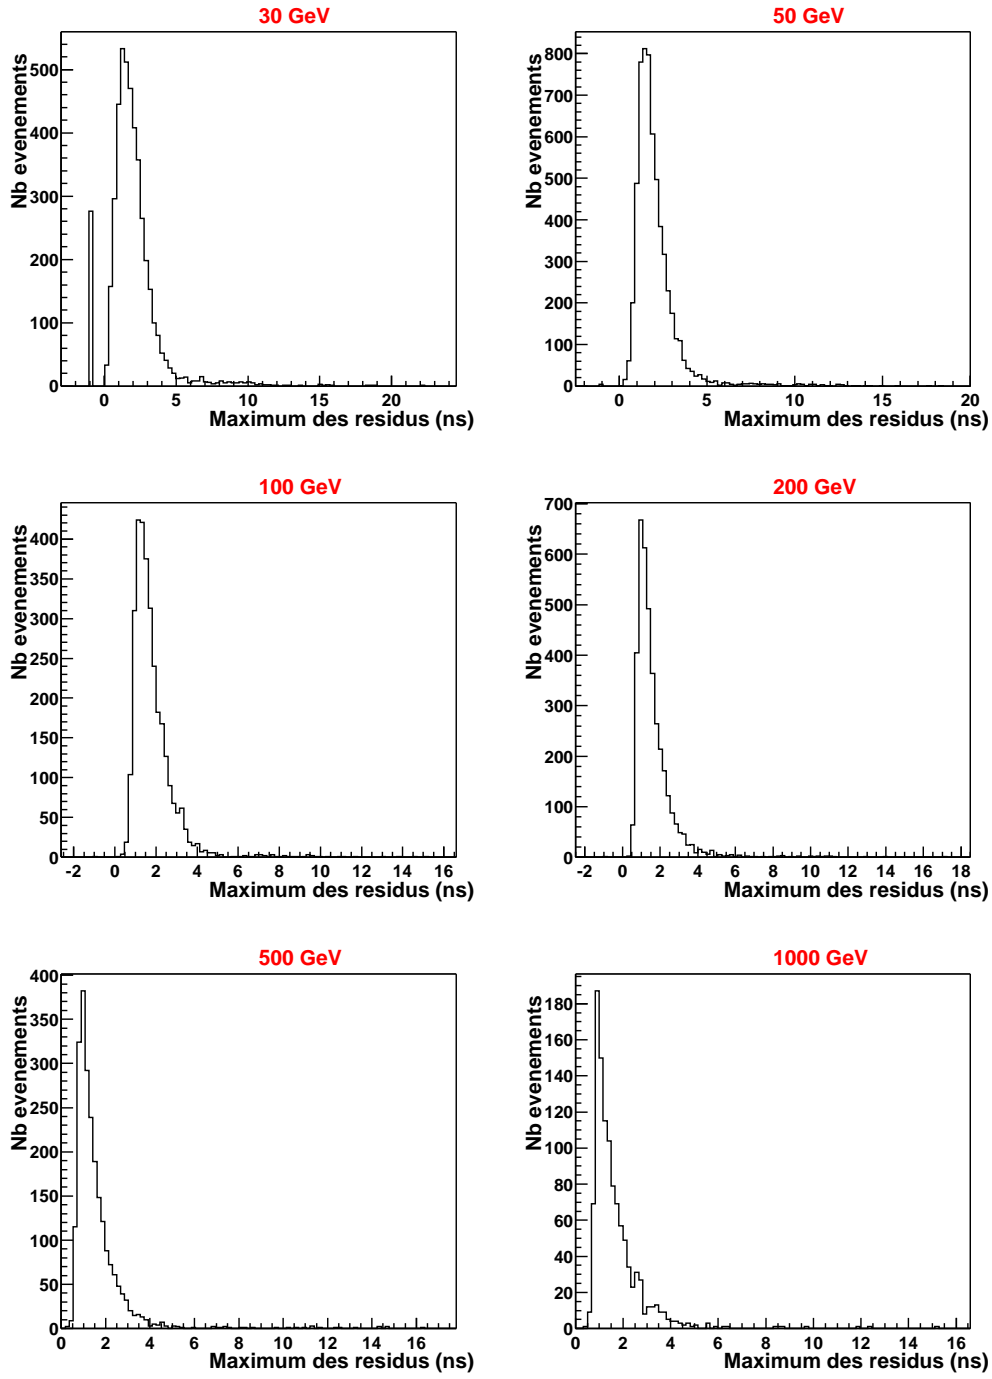 30 GeV
Nb evenements
500
400
300
200
100
0
0 5 10 15 20
Maximum des residus (ns)
50 GeV
Nb evenements
800
700
600
500
400
300
200
100
0
0 5 10 15 20
Maximum des residus (ns)
100 GeV
Nb evenements
400
350
300
250
200
150
100
50
0
-2 0 2 4 6 8 10 12 14 16
Maximum des residus (ns)
200 GeV
Nb evenements
700
600
500
400
300
200
100
0
-2 0 2 4 6 8 10 12 14 16 18
Maximum des residus (ns)
500 GeV
Nb evenements
400
350
300
250
200
150
100
50
0
0 2 4 6 8 10 12 14 16
Maximum des residus (ns)
1000 GeV
Nb evenements
180
160
140
120
100
80
60
40
20
0
0 2 4 6 8 10 12 14 16
Maximum des residus (ns)